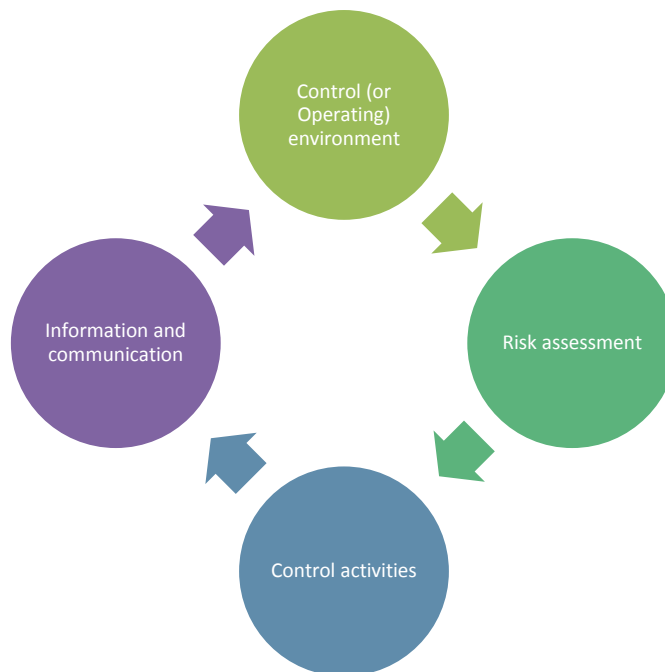 Control (or
Operating)
environment
Risk assessment
Control activities
Information and
communication